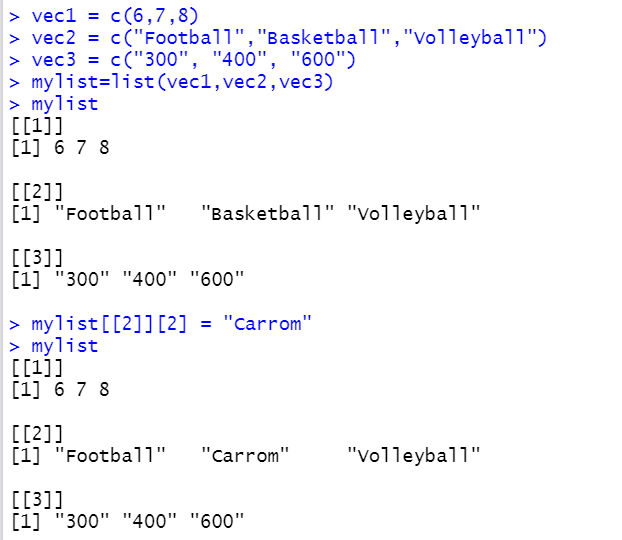 > vec1 = c(6,7,8)
> vec2 = c("Football","Basketball","Volleyball")
> vec3 = c("300", "400", "600")
> mylist=list(vec1,vec2,vec3)
> mylist
[[1]]
[1] 6 7 8
[[2]]
[1] "Football"   "Basketball" "Volleyball"
[[3]]
[1] "300" "400" "600"
> mylist[[2]][2] = "Carrom"
> mylist
[[1]]
[1] 6 7 8
[[2]]
[1] "Football"   "Carrom"     "Volleyball"
[[3]]
[1] "300" "400" "600"